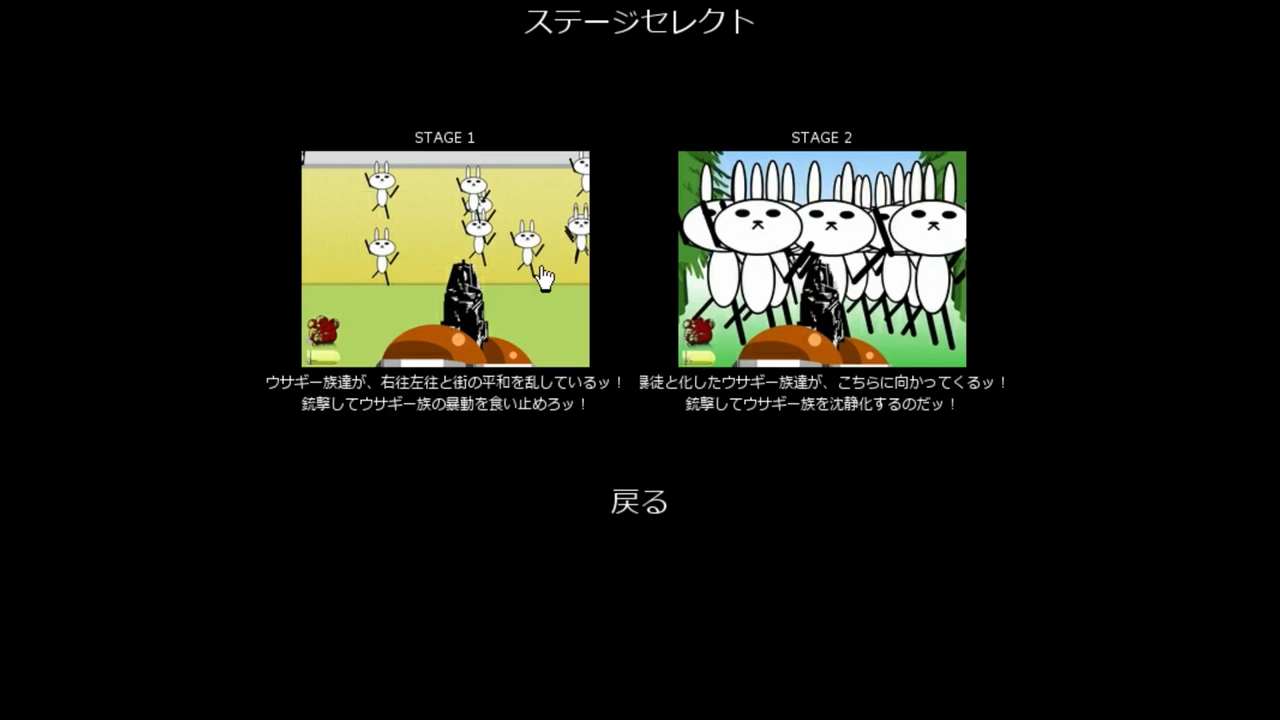 ステージセレクト
STAGE 1
STAGE 2
ウサギー族達が、右往左往と街の平和を乱しているッ！
銃撃してウサギー族の暴動を食い止めろッ！
暴徒と化したウサギー族達が、こちらに向かってくるッ！
銃撃してウサギー族を沈静化するのだッ！
戻る